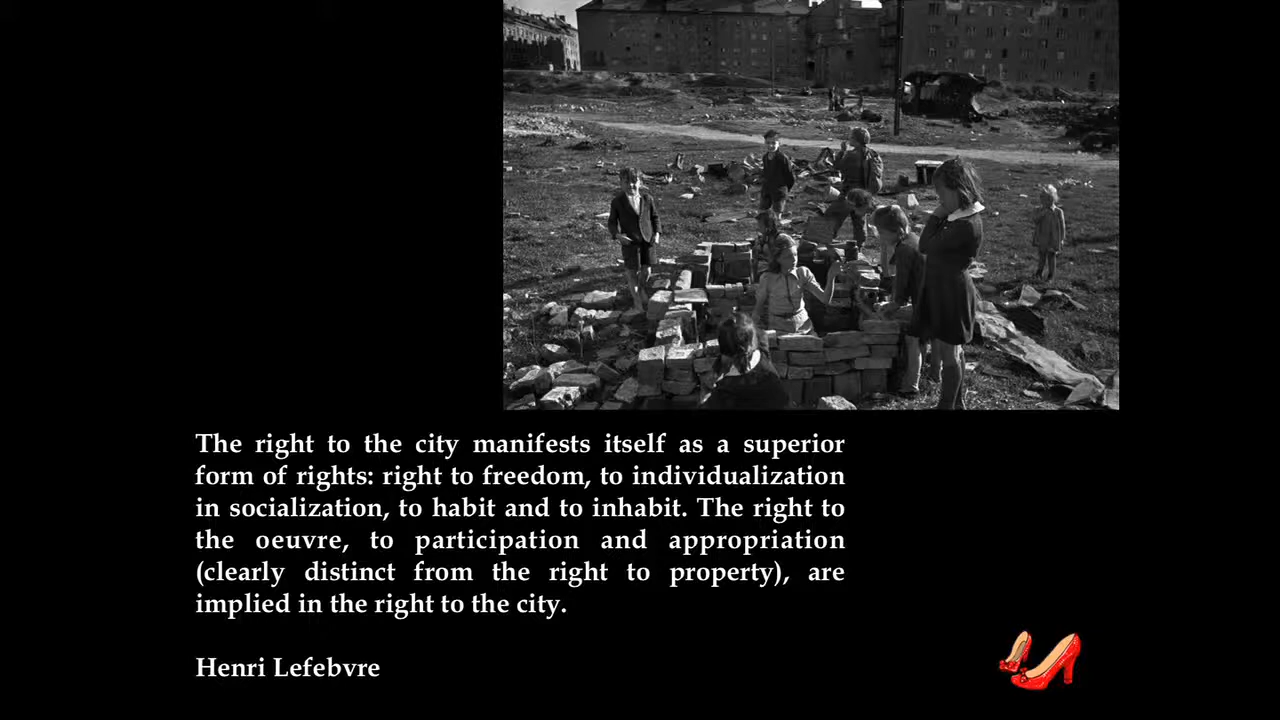 The right to the city manifests itself as a superior
form of rights: right to freedom, to individualization
in socialization, to habit and to inhabit. The right to
the oeuvre, to participation and appropriation
(clearly distinct from the right to property), are
implied in the right to the city.
Henri Lefebvre